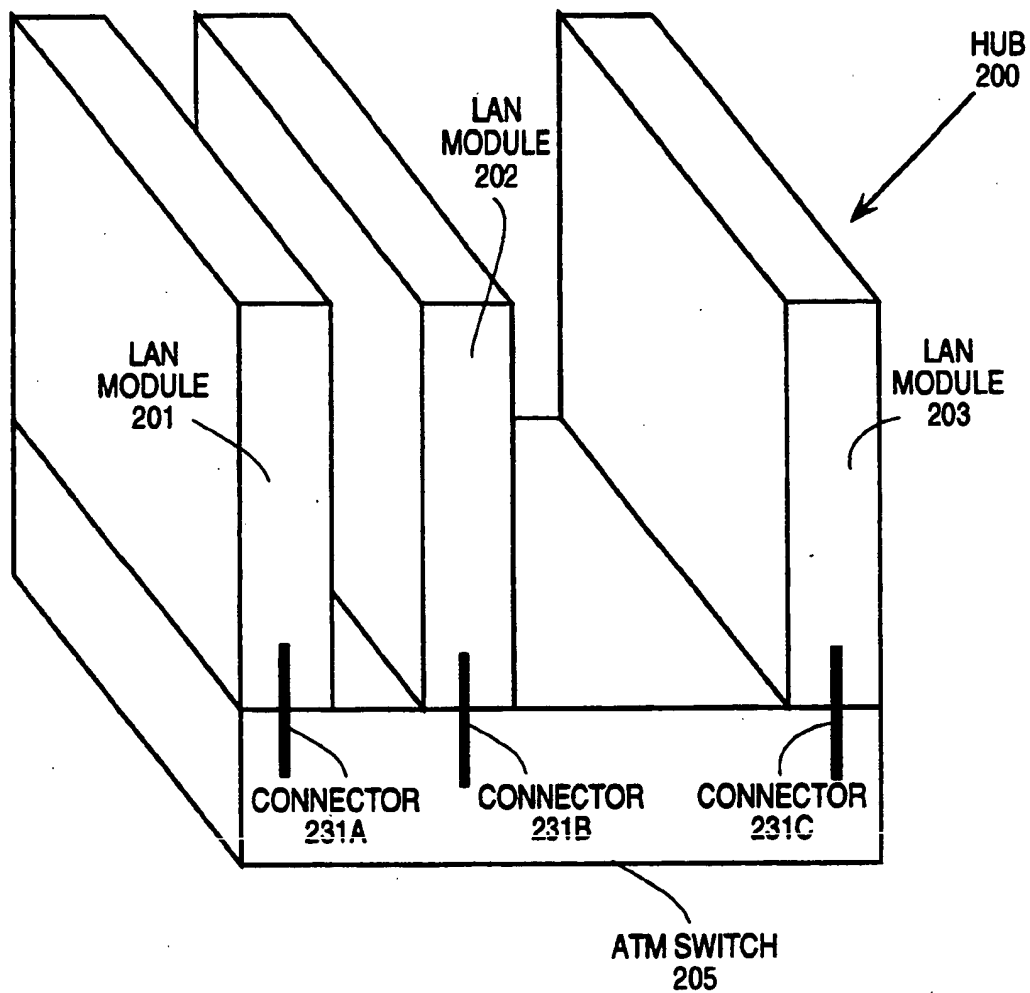 HUB
200
LAN
MODULE
202
LAN
MODULE
201
LAN
MODULE
203
CONNECTOR
231A
CONNECTOR
231B
CONNECTOR
231C
ATM SWITCH
205